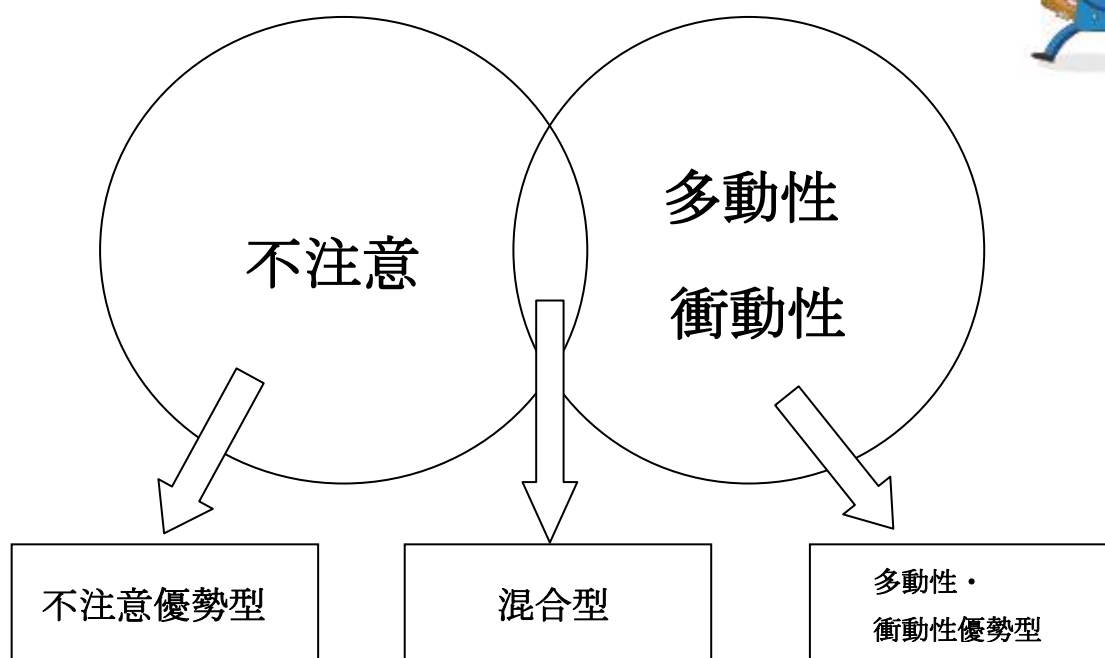 不注意
多動性
衝動性
不注意優勢型
混合型
多動性・
衝動性優勢型